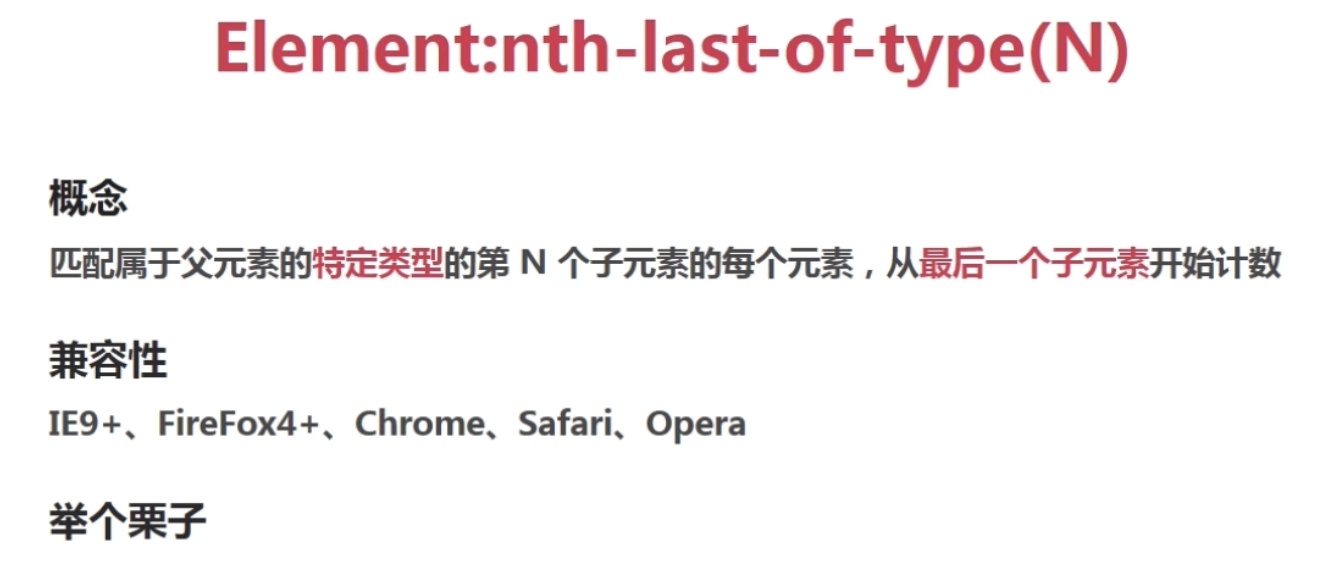 Element:nth-last-of-type(N)
概念
匹配属于父元素的特定类型的第 N 个子元素的每个元素，从最后一个子元素开始计数
兼容性
IE9+、FireFox4+、Chrome、Safari、Opera
举个栗子